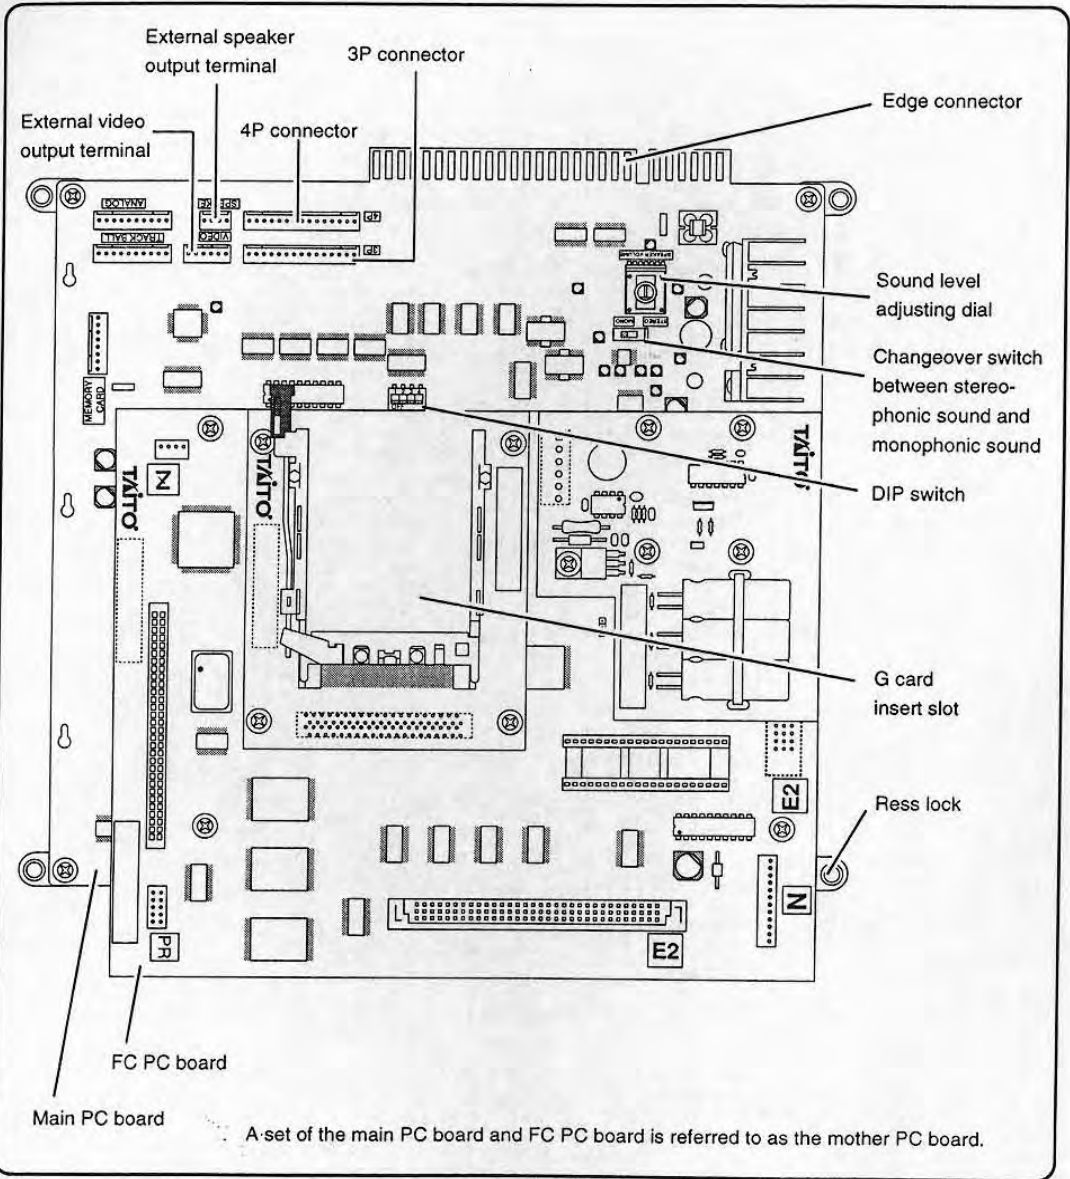 External speaker
output terminal
3P connector
Edge connector
External video
output terminal
4P connector
ANALOG
SPEAKE
4P
TRACK BALL
VIDEO
3P
SPEAKER VOLUME
Sound level
adjusting dial
MONO
STEREO
Changeover switch
between stereo-
phonic sound and
monophonic sound
MEMORY
CARD
TAITO
TAITO
TAITO
N
DIP switch
G card
insert slot
E2
Ress lock
N
PR
E2
FC PC board
Main PC board
A set of the main PC board and FC PC board is referred to as the mother PC board.